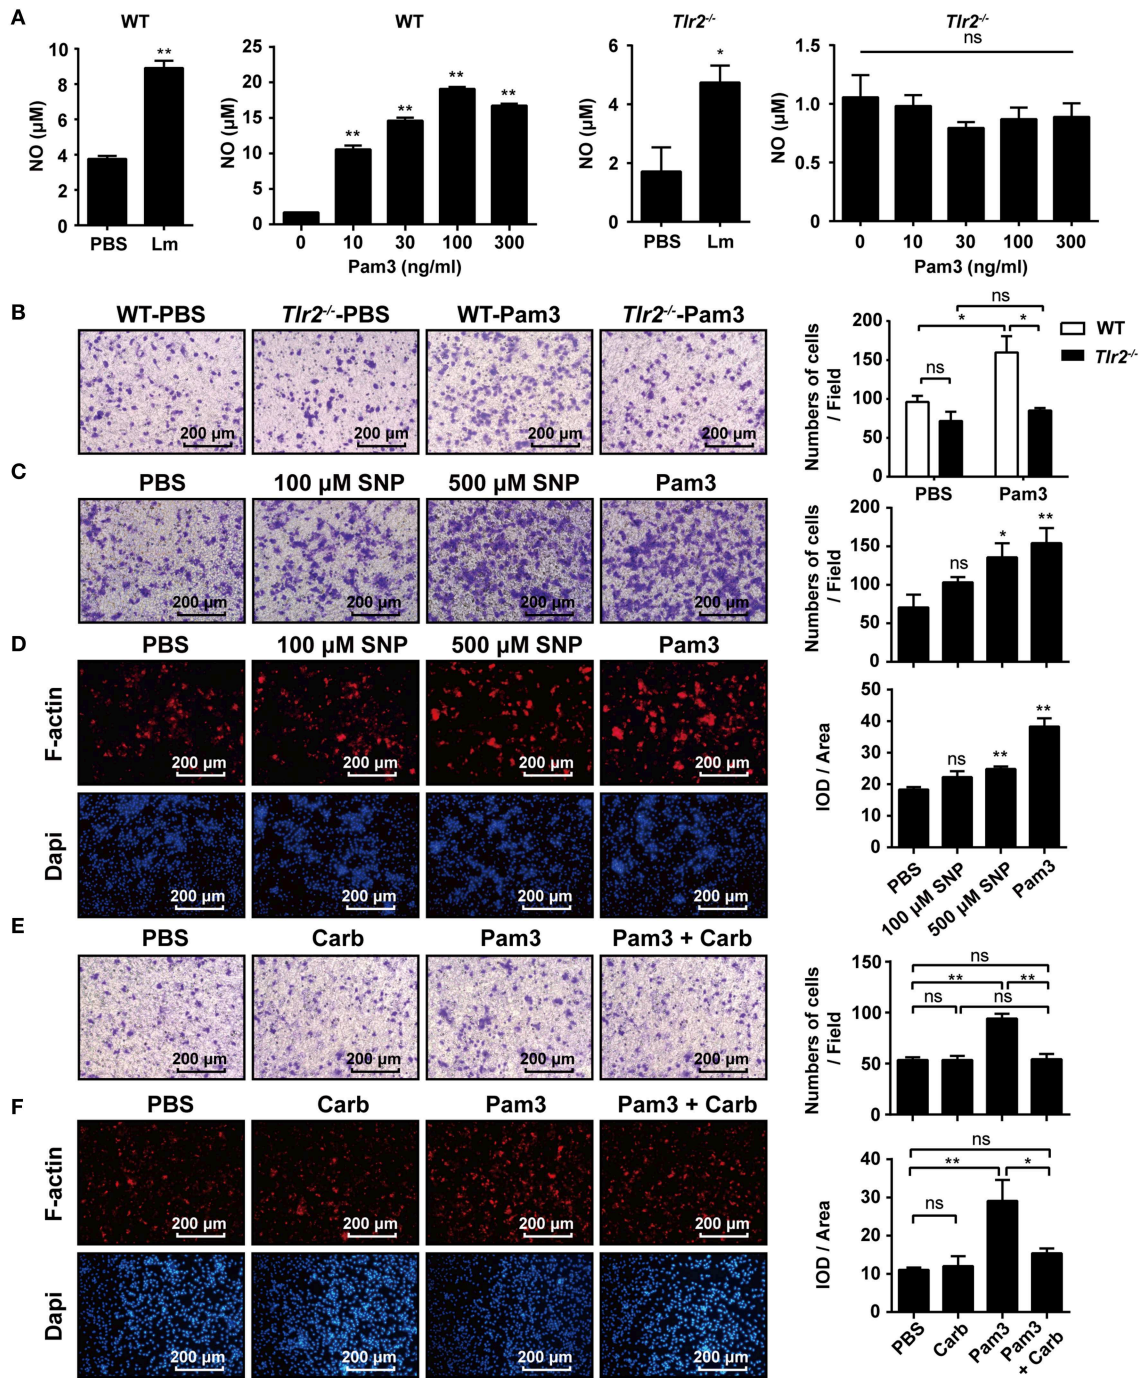 A
WT
WT
Tlr2-/-
Tlr2-/-
NO (µM)
10
8
6
4
2
0
**
PBS Lm
NO (µM)
25
20
15
10
5
0
** ** ** **
0 10 30 100 300
Pam3 (ng/ml)
NO (µM)
6
4
2
0
*
PBS Lm
NO (µM)
1.5
1.0
0.5
0
ns
0 10 30 100 300
Pam3 (ng/ml)
B
WT-PBS Tlr2-/--PBS WT-Pam3 Tlr2-/--Pam3
200 µm 200 µm 200 µm 200 µm
Numbers of cells
/ Field
200
150
100
50
0
ns
* *
ns
WT
Tlr2-/-
PBS Pam3
C
PBS 100 µM SNP 500 µM SNP Pam3
200 µm 200 µm 200 µm 200 µm
Numbers of cells
/ Field
200
150
100
50
0
ns * **
D
PBS 100 µM SNP 500 µM SNP Pam3
F-actin
200 µm 200 µm 200 µm 200 µm
Dapi
200 µm 200 µm 200 µm 200 µm
IOD / Area
50
40
30
20
10
0
ns ** **
PBS 100 µM SNP 500 µM SNP Pam3
E
PBS Carb Pam3 Pam3 + Carb
200 µm 200 µm 200 µm 200 µm
Numbers of cells
/ Field
150
100
50
0
ns
** **
ns ns
F
PBS Carb Pam3 Pam3 + Carb
F-actin
200 µm 200 µm 200 µm 200 µm
Dapi
200 µm 200 µm 200 µm 200 µm
IOD / Area
40
30
20
10
0
ns
** *
ns
PBS Carb Pam3 Pam3
+ Carb